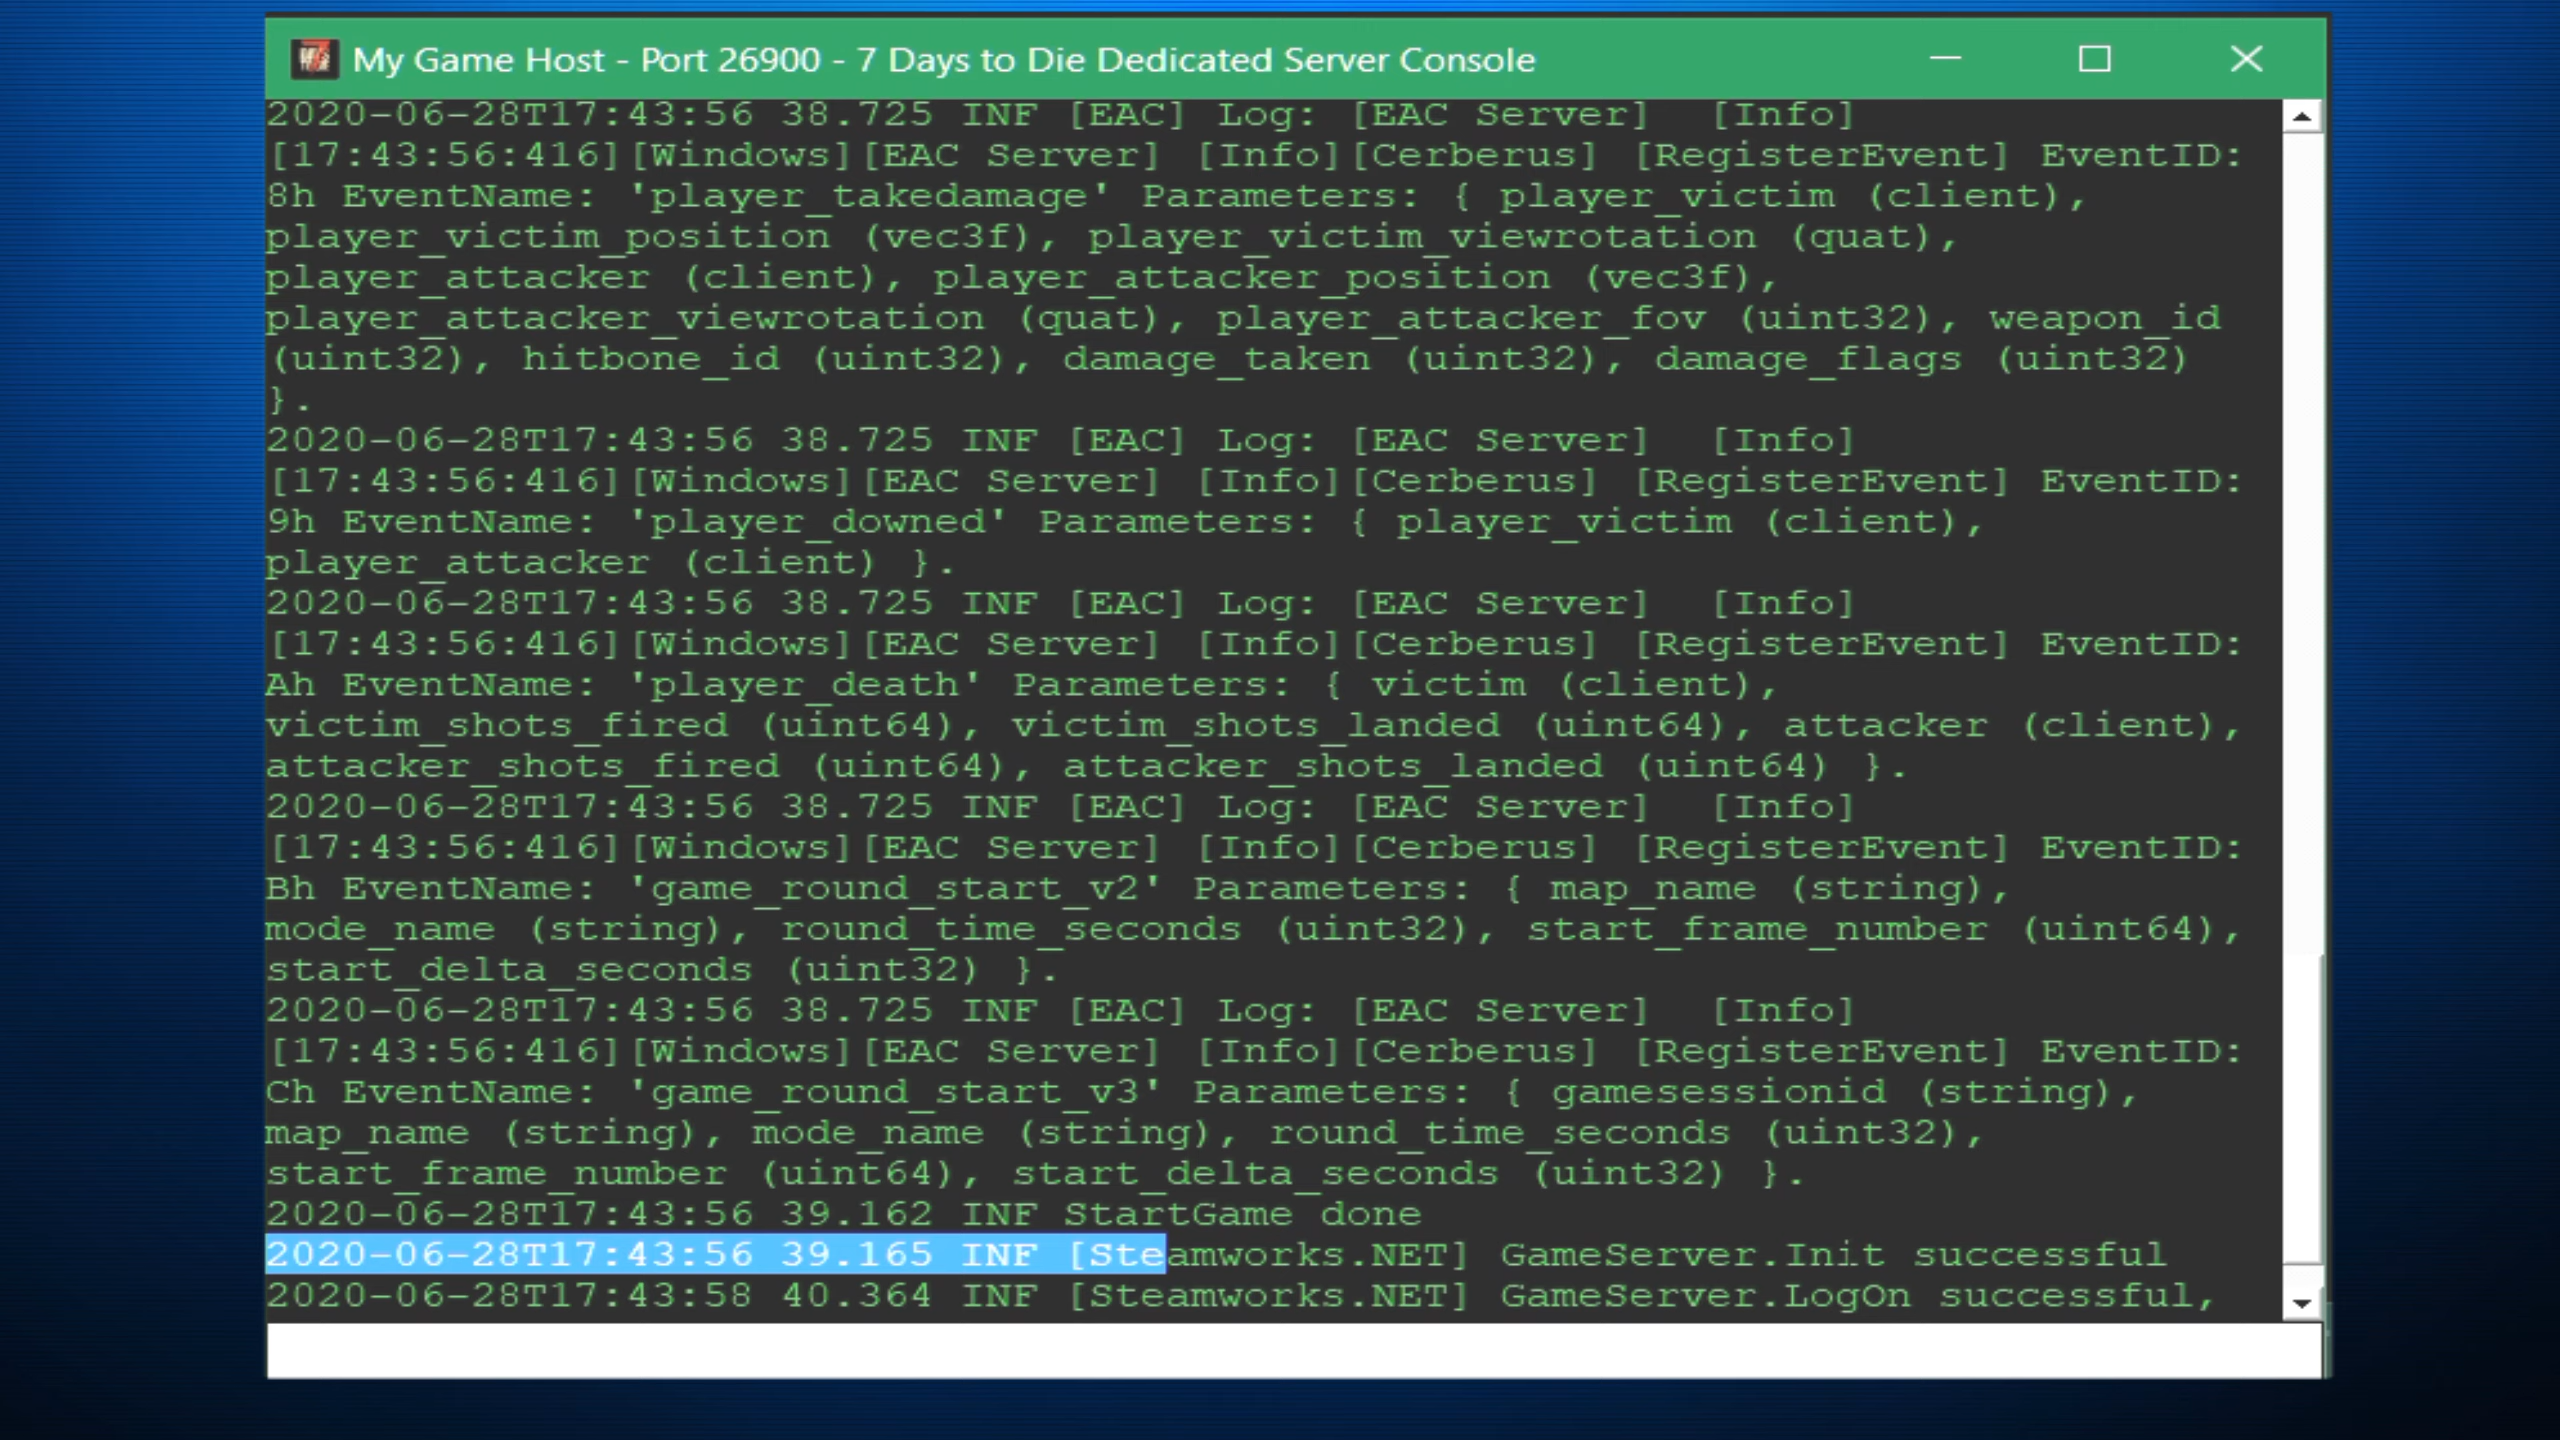 My Game Host - Port 26900 - 7 Days to Die Dedicated Server Console
2020-06-28T17:43:56 38.725 INF [EAC] Log: [EAC Server]  [Info]
[17:43:56:416][Windows][EAC Server] [Info][Cerberus] [RegisterEvent] EventID:
8h EventName: 'player_takedamage' Parameters: { player_victim (client),
player_victim_position (vec3f), player_victim_viewrotation (quat),
player_attacker (client), player_attacker_position (vec3f),
player_attacker_viewrotation (quat), player_attacker_fov (uint32), weapon_id
(uint32), hitbone_id (uint32), damage_taken (uint32), damage_flags (uint32)
}.
2020-06-28T17:43:56 38.725 INF [EAC] Log: [EAC Server]  [Info]
[17:43:56:416][Windows][EAC Server] [Info][Cerberus] [RegisterEvent] EventID:
9h EventName: 'player_downed' Parameters: { player_victim (client),
player_attacker (client) }.
2020-06-28T17:43:56 38.725 INF [EAC] Log: [EAC Server]  [Info]
[17:43:56:416][Windows][EAC Server] [Info][Cerberus] [RegisterEvent] EventID:
Ah EventName: 'player_death' Parameters: { victim (client),
victim_shots_fired (uint64), victim_shots_landed (uint64), attacker (client),
attacker_shots_fired (uint64), attacker_shots_landed (uint64) }.
2020-06-28T17:43:56 38.725 INF [EAC] Log: [EAC Server]  [Info]
[17:43:56:416][Windows][EAC Server] [Info][Cerberus] [RegisterEvent] EventID:
Bh EventName: 'game_round_start_v2' Parameters: { map_name (string),
mode_name (string), round_time_seconds (uint32), start_frame_number (uint64),
start_delta_seconds (uint32) }.
2020-06-28T17:43:56 38.725 INF [EAC] Log: [EAC Server]  [Info]
[17:43:56:416][Windows][EAC Server] [Info][Cerberus] [RegisterEvent] EventID:
Ch EventName: 'game_round_start_v3' Parameters: { gamesessionid (string),
map_name (string), mode_name (string), round_time_seconds (uint32),
start_frame_number (uint64), start_delta_seconds (uint32) }.
2020-06-28T17:43:56 39.162 INF StartGame done
2020-06-28T17:43:56 39.165 INF [Steamworks.NET] GameServer.Init successful
2020-06-28T17:43:58 40.364 INF [Steamworks.NET] GameServer.LogOn successful,